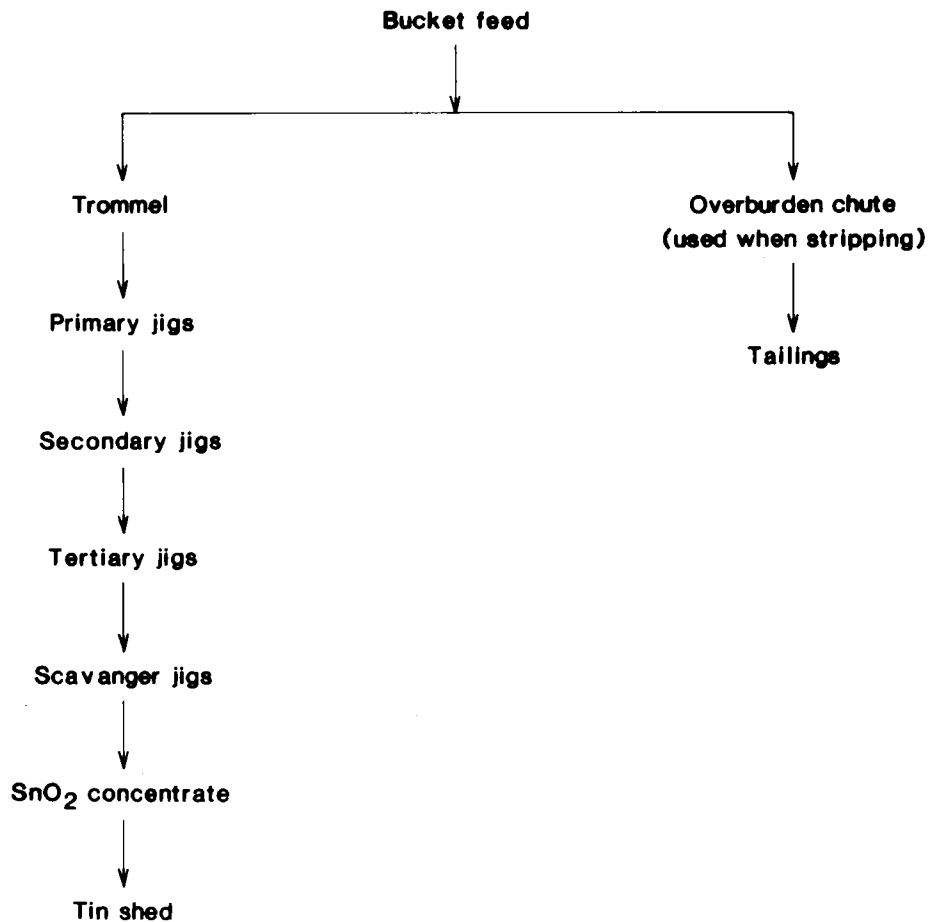 Bucket feed
Trommel
Overburden chute
(used when stripping)
Primary jigs
Tailings
Secondary jigs
Tertiary jigs
Scavanger jigs
SnO₂ concentrate
Tin shed